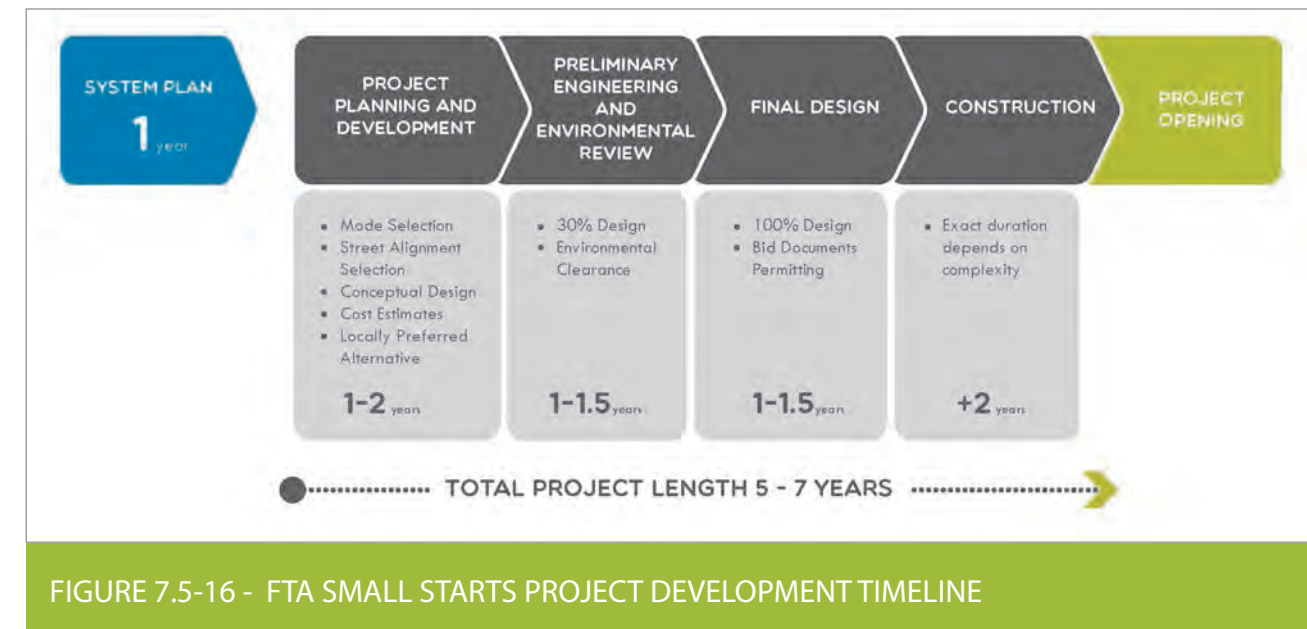 SYSTEM PLAN
1 year
PROJECT
PLANNING AND
DEVELOPMENT
PRELIMINARY
ENGINEERING
AND
ENVIRONMENTAL
REVIEW
FINAL DESIGN
CONSTRUCTION
PROJECT
OPENING
• Mode Selection
• Street Alignment
Selection
• Conceptual Design
• Cost Estimates
• Locally Preferred
Alternative
1-2 years
• 30% Design
• Environmental
Clearance
1-1.5 years
• 100% Design
• Bid Documents
Permitting
1-1.5 years
• Exact duration
depends on
complexity
+2 years
TOTAL PROJECT LENGTH 5 - 7 YEARS
FIGURE 7.5-16 - FTA SMALL STARTS PROJECT DEVELOPMENT TIMELINE